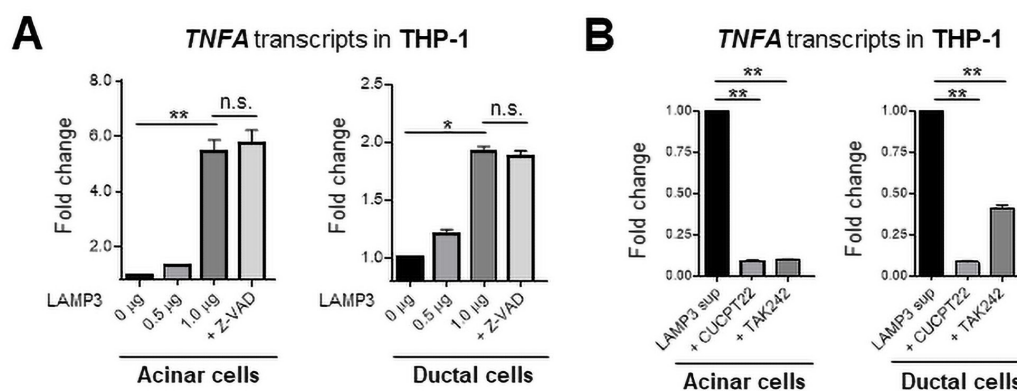 A
TNFA transcripts in THP-1
Fold change
8.0
6.0
4.0
2.0
**
n.s.
LAMP3
0 µg
0.5 µg
1.0 µg
+ Z-VAD
Acinar cells
Fold change
2.5
2.0
1.5
1.0
*
n.s.
LAMP3
0 µg
0.5 µg
1.0 µg
+ Z-VAD
Ductal cells
B
TNFA transcripts in THP-1
Fold change
1.00
0.75
0.50
0.25
0.00
**
**
LAMP3 sup
+ CUCPT22
+ TAK242
Acinar cells
Fold change
1.00
0.75
0.50
0.25
0.00
**
**
LAMP3 sup
+ CUCPT22
+ TAK242
Ductal cells